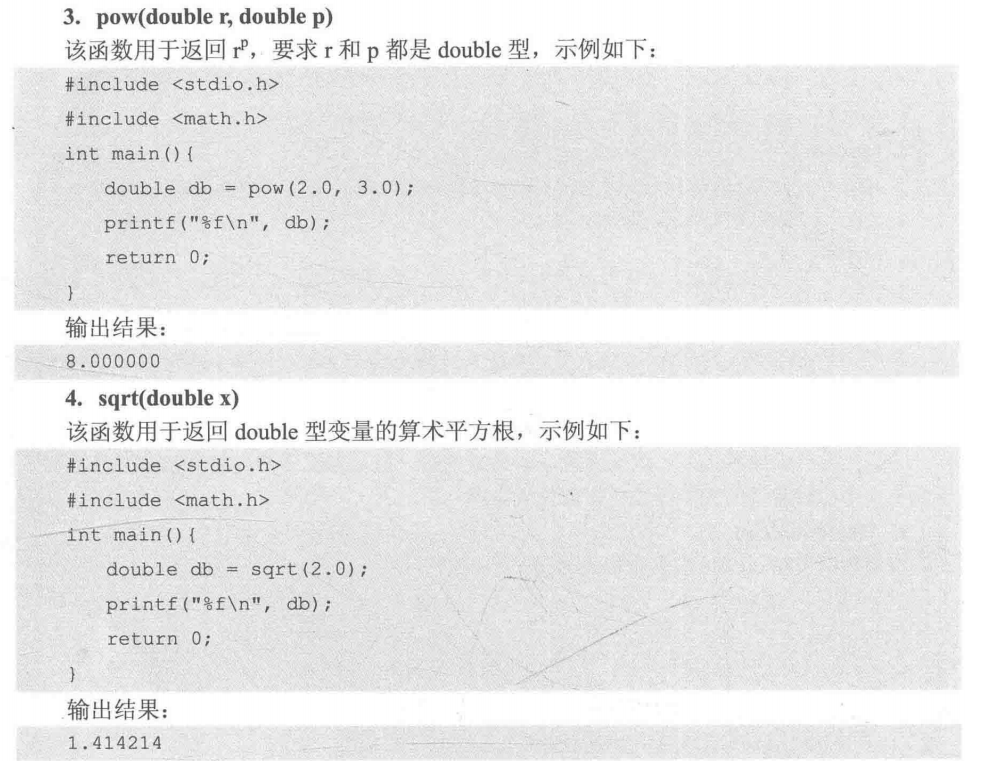 3. pow(double r, double p)
该函数用于返回 rᵖ，要求 r 和 p 都是 double 型，示例如下：
#include <stdio.h>
#include <math.h>
int main(){
double db = pow(2.0, 3.0);
printf("%f\n", db);
return 0;
}
输出结果：
8.000000
4. sqrt(double x)
该函数用于返回 double 型变量的算术平方根，示例如下：
#include <stdio.h>
#include <math.h>
int main(){
double db = sqrt(2.0);
printf("%f\n", db);
return 0;
}
输出结果：
1.414214